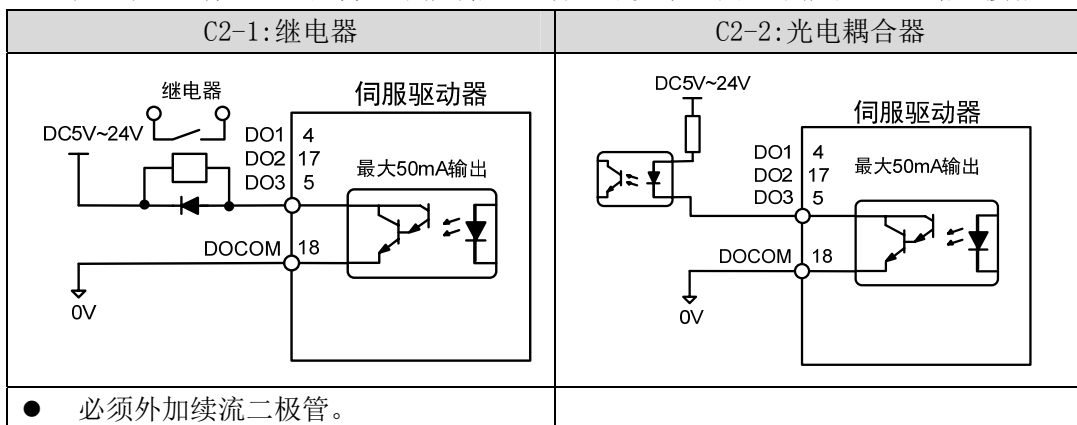 C2-1:继电器
C2-2:光电耦合器
继电器
伺服驱动器
DC5V~24V
DO1 4
DO2 17
DO3 5
最大50mA输出
DOCOM 18
0V
DC5V~24V
伺服驱动器
DO1 4
DO2 17
DO3 5
最大50mA输出
DOCOM 18
0V
● 必须外加续流二极管。